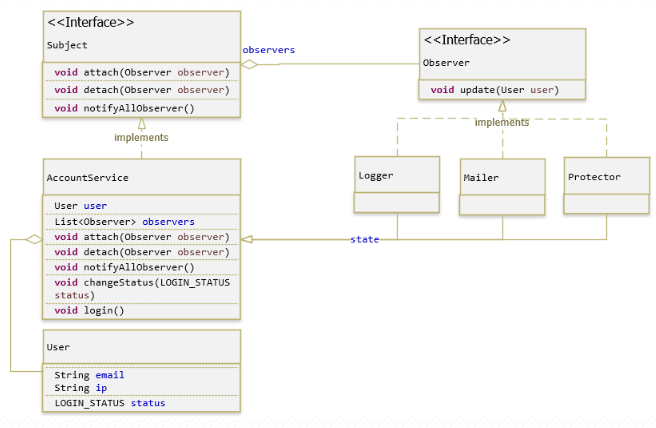 <<Interface>>
Subject
void attach(Observer observer)
void detach(Observer observer)
void notifyAllObserver()
observers
<<Interface>>
Observer
void update(User user)
implements
implements
AccountService
User user
List<Observer> observers
void attach(Observer observer)
void detach(Observer observer)
void notifyAllObserver()
void changeStatus(LOGIN_STATUS
status)
void login()
Logger
Mailer
Protector
state
User
String email
String ip
LOGIN_STATUS status